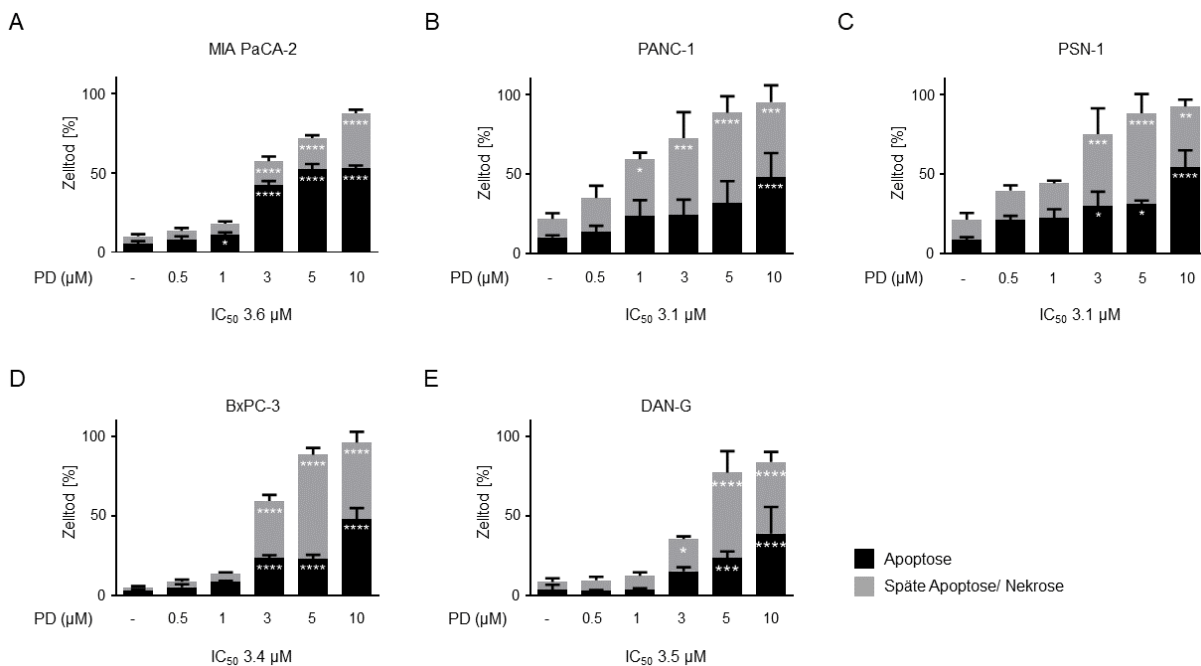 A
MIA PaCA-2
Zelltod [%]
100
50
0
****
****
****
****
****
****
*
PD (µM) - 0.5 1 3 5 10
IC50 3.6 µM
B
PANC-1
Zelltod [%]
100
50
0
*
***
****
***
****
PD (µM) - 0.5 1 3 5 10
IC50 3.1 µM
C
PSN-1
Zelltod [%]
100
50
0
***
****
**
*
*
****
PD (µM) - 0.5 1 3 5 10
IC50 3.1 µM
D
BxPC-3
Zelltod [%]
100
50
0
****
****
****
****
****
****
PD (µM) - 0.5 1 3 5 10
IC50 3.4 µM
E
DAN-G
Zelltod [%]
100
50
0
*
****
****
***
****
PD (µM) - 0.5 1 3 5 10
IC50 3.5 µM
Apoptose
Späte Apoptose/ Nekrose